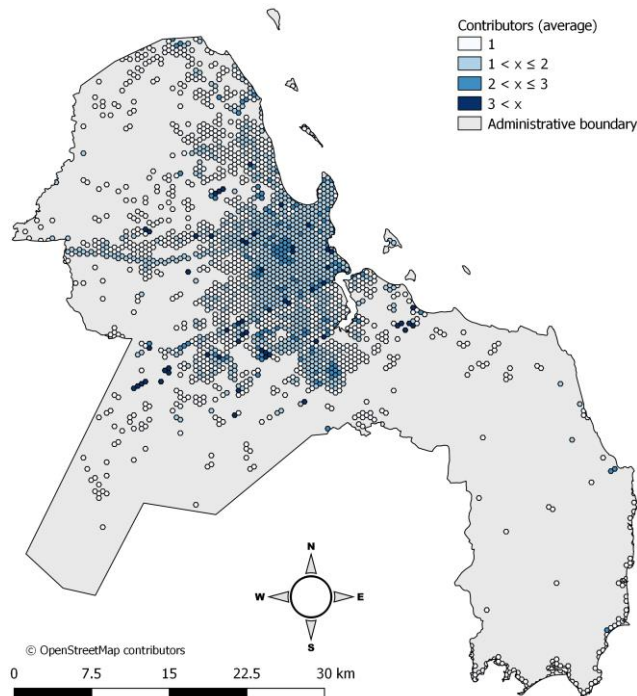 Contributors (average)
1
1 < x ≤ 2
2 < x ≤ 3
3 < x
Administrative boundary
N
W E
S
© OpenStreetMap contributors
0 7.5 15 22.5 30 km